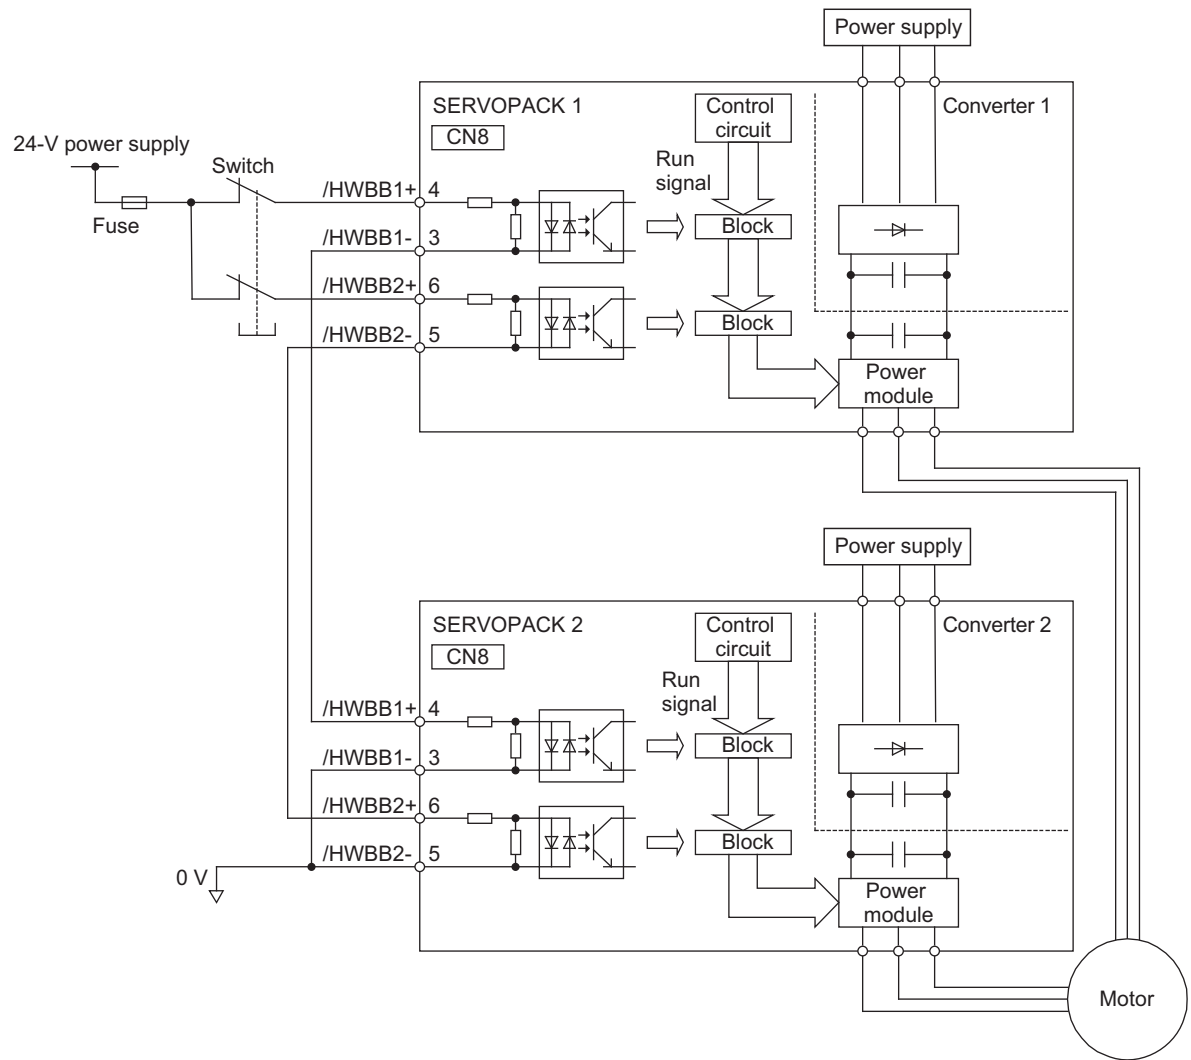 Power supply
SERVOPACK 1
CN8
Control
circuit
Converter 1
24-V power supply
Switch
Fuse
Run
signal
/HWBB1+ 4
/HWBB1- 3
Block
/HWBB2+ 6
/HWBB2- 5
Block
Power
module
Power supply
SERVOPACK 2
CN8
Control
circuit
Converter 2
Run
signal
/HWBB1+ 4
/HWBB1- 3
Block
/HWBB2+ 6
/HWBB2- 5
Block
0 V
Power
module
Motor